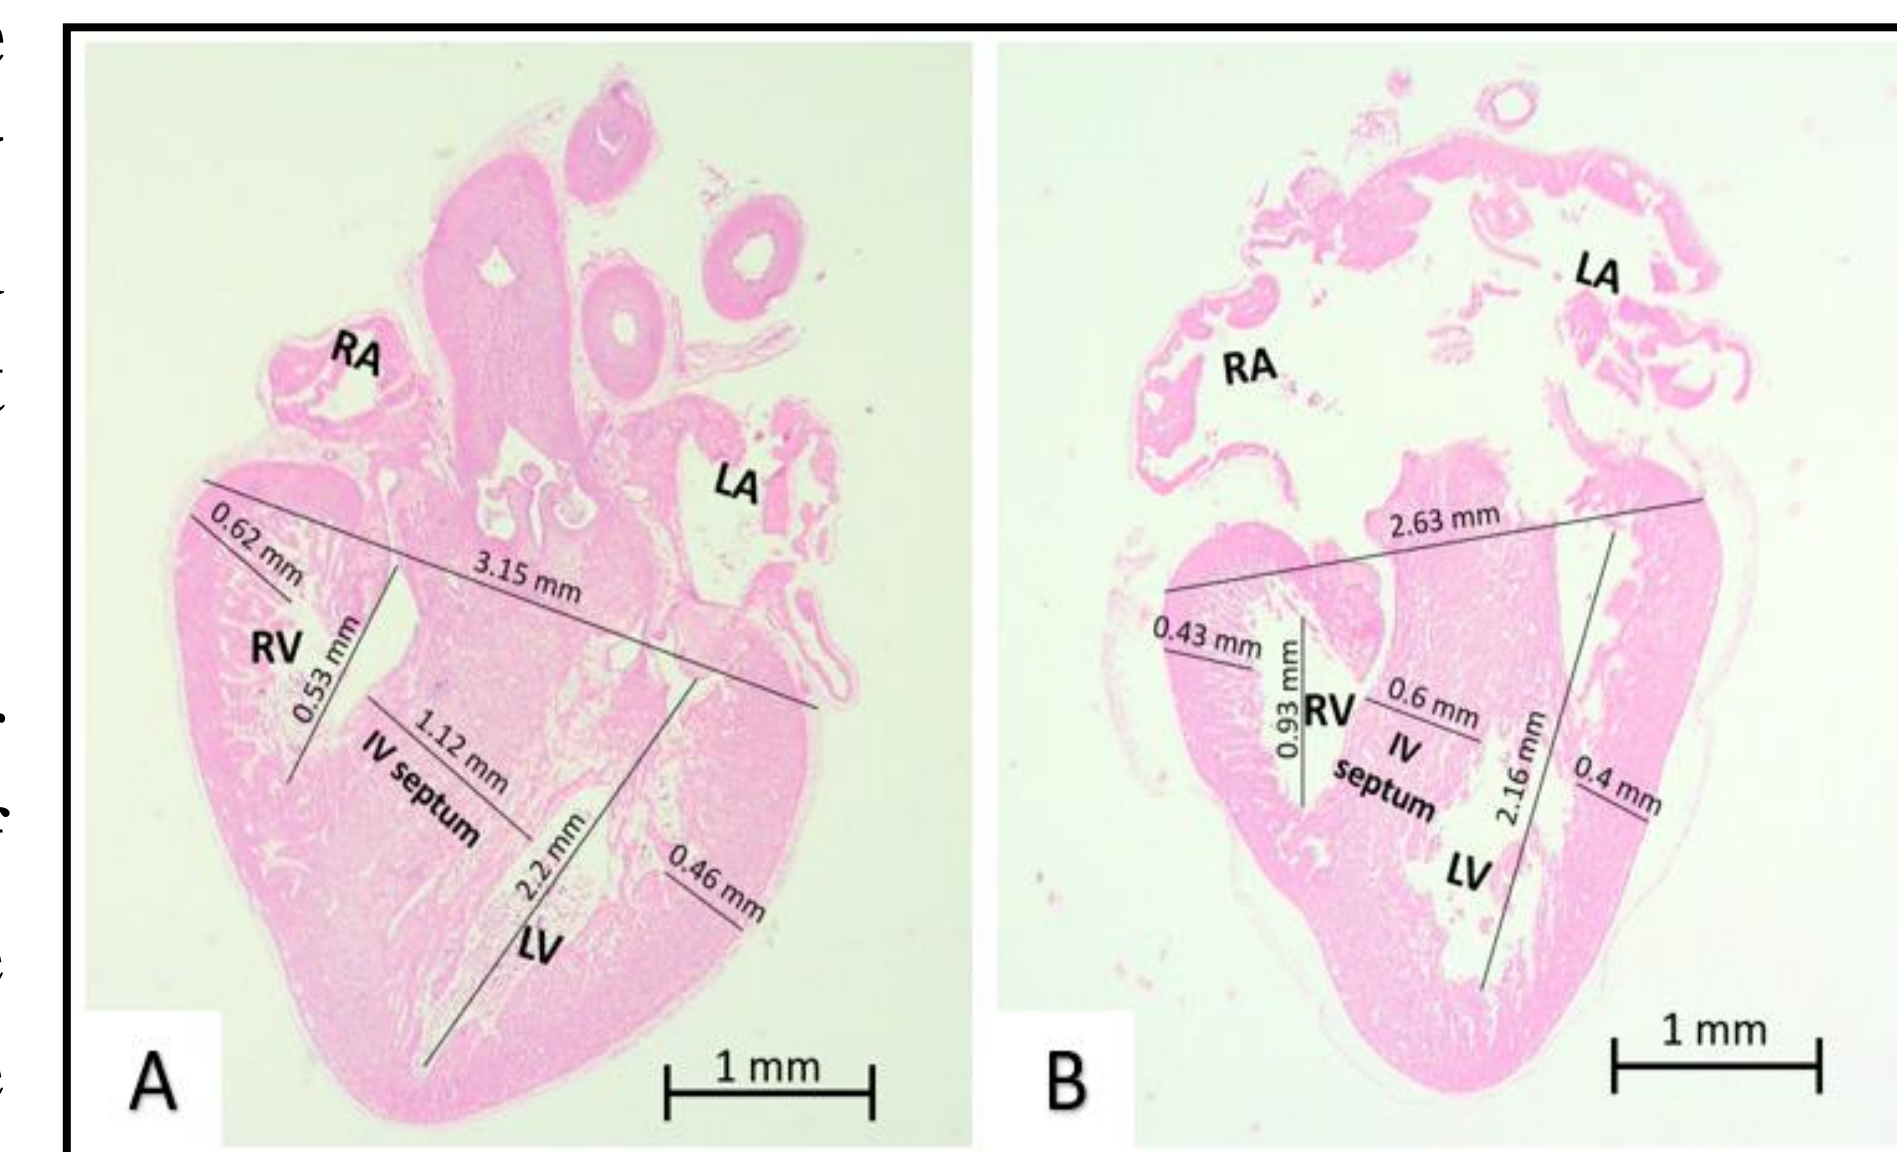 RA
LA
0.62 mm
3.15 mm
RV
0.53 mm
1.12 mm
IV septum
2.2 mm
0.46 mm
LV
A
1 mm
LA
RA
2.63 mm
0.43 mm
0.93 mm
RV
0.6 mm
IV
septum
2.16 mm
0.4 mm
LV
B
1 mm